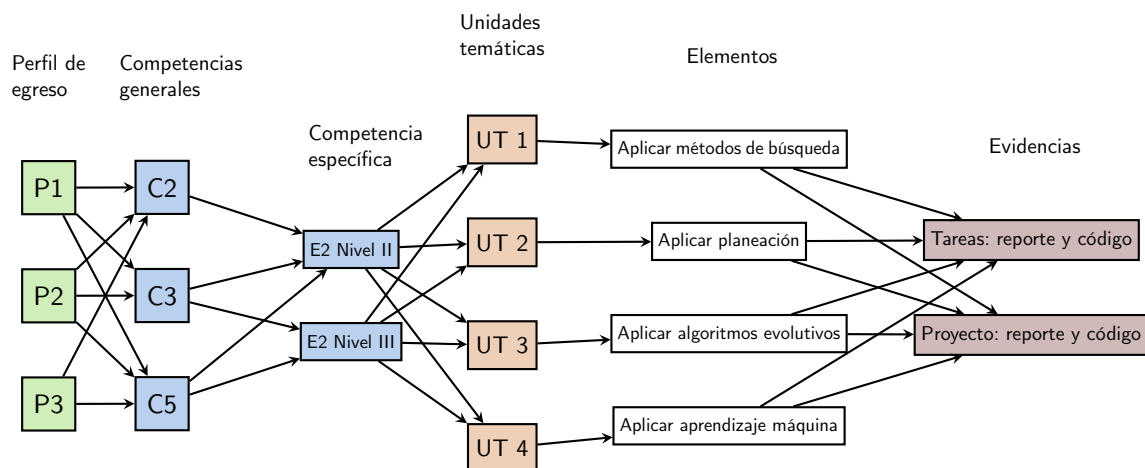 Perfil de
egreso
P1
P2
P3
Competencias
generales
C2
C3
C5
Competencia
específica
E2 Nivel II
E2 Nivel III
Unidades
temáticas
UT 1
UT 2
UT 3
UT 4
Elementos
Aplicar métodos de búsqueda
Aplicar planeación
Aplicar algoritmos evolutivos
Aplicar aprendizaje máquina
Evidencias
Tareas: reporte y código
Proyecto: reporte y código